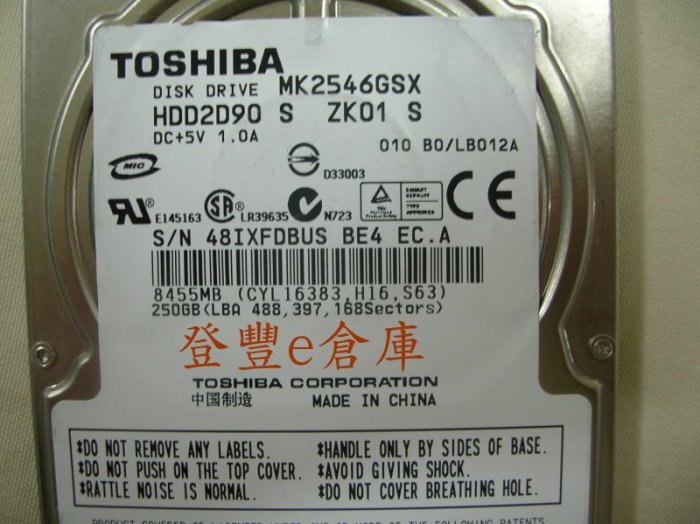 TOSHIBA
DISK DRIVE MK2546GSX
HDD2D90 S ZK01 S
DC+5V 1.0A
010 B0/LB012A
MIC
D33003
E145163
LR39635
N723
S/N 48IXFDBUS BE4 EC.A
8455MB (CYL16383,H16,S63)
250GB(LBA 488,397,168Sectors)
登豐e倉庫
TOSHIBA CORPORATION
中国制造 MADE IN CHINA
*DO NOT REMOVE ANY LABELS. *HANDLE ONLY BY SIDES OF BASE.
*DO NOT PUSH ON THE TOP COVER. *AVOID GIVING SHOCK.
*RATTLE NOISE IS NORMAL. *DO NOT COVER BREATHING HOLE.